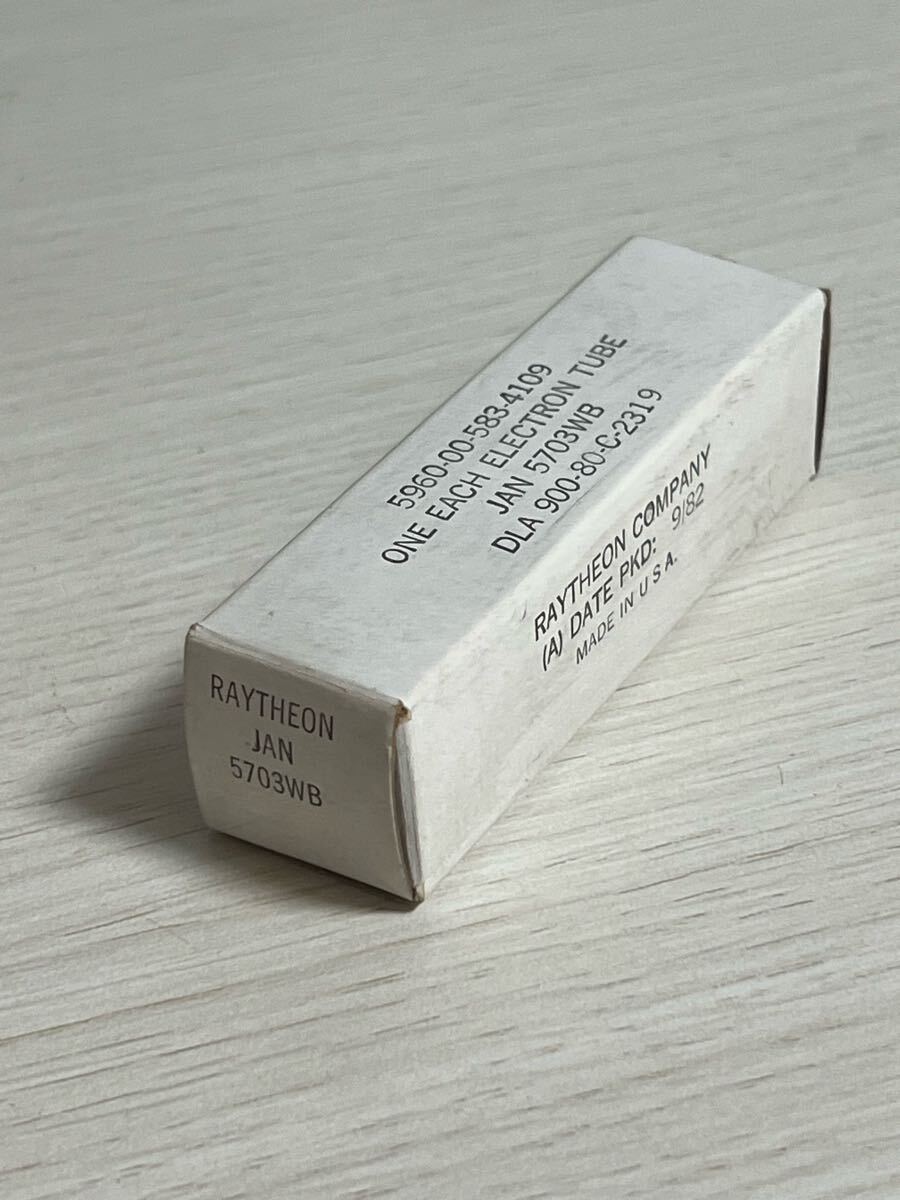 5960-00-583-4109
ONE EACH ELECTRON TUBE
JAN 5703WB
DLA 900-80-C-2319
RAYTHEON COMPANY
(A) DATE PKD: 9/82
MADE IN U S A.
RAYTHEON
JAN
5703WB